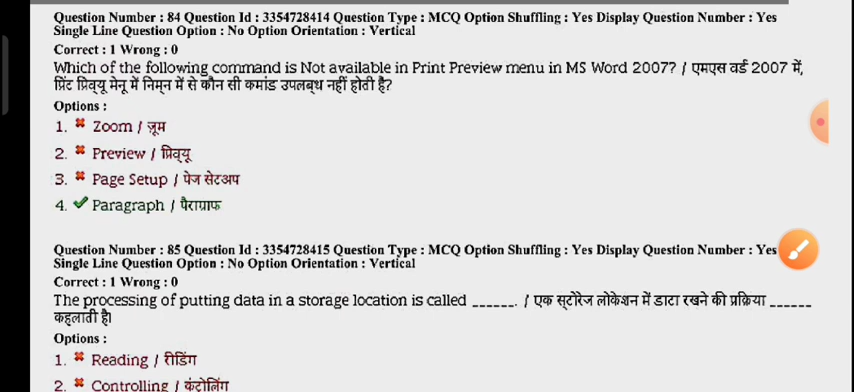 Question Number : 84 Question Id : 3354728414 Question Type : MCQ Option Shuffling : Yes Display Question Number : Yes
Single Line Question Option : No Option Orientation : Vertical
Correct : 1 Wrong : 0
Which of the following command is Not available in Print Preview menu in MS Word 2007? / एमएस वर्ड 2007 में,
प्रिंट प्रिव्यू मेनू में निम्न में से कौन सी कमांड उपलब्ध नहीं होती है?
Options :
1. Zoom / ज़ूम
2. Preview / प्रिव्यू
3. Page Setup / पेज सेटअप
4. Paragraph / पैराग्राफ
Question Number : 85 Question Id : 3354728415 Question Type : MCQ Option Shuffling : Yes Display Question Number : Yes
Single Line Question Option : No Option Orientation : Vertical
Correct : 1 Wrong : 0
The processing of putting data in a storage location is called ______. / एक स्टोरेज लोकेशन में डाटा रखने की प्रक्रिया ______
कहलाती है।
Options :
1. Reading / रीडिंग
2. Controlling / कंट्रोलिंग